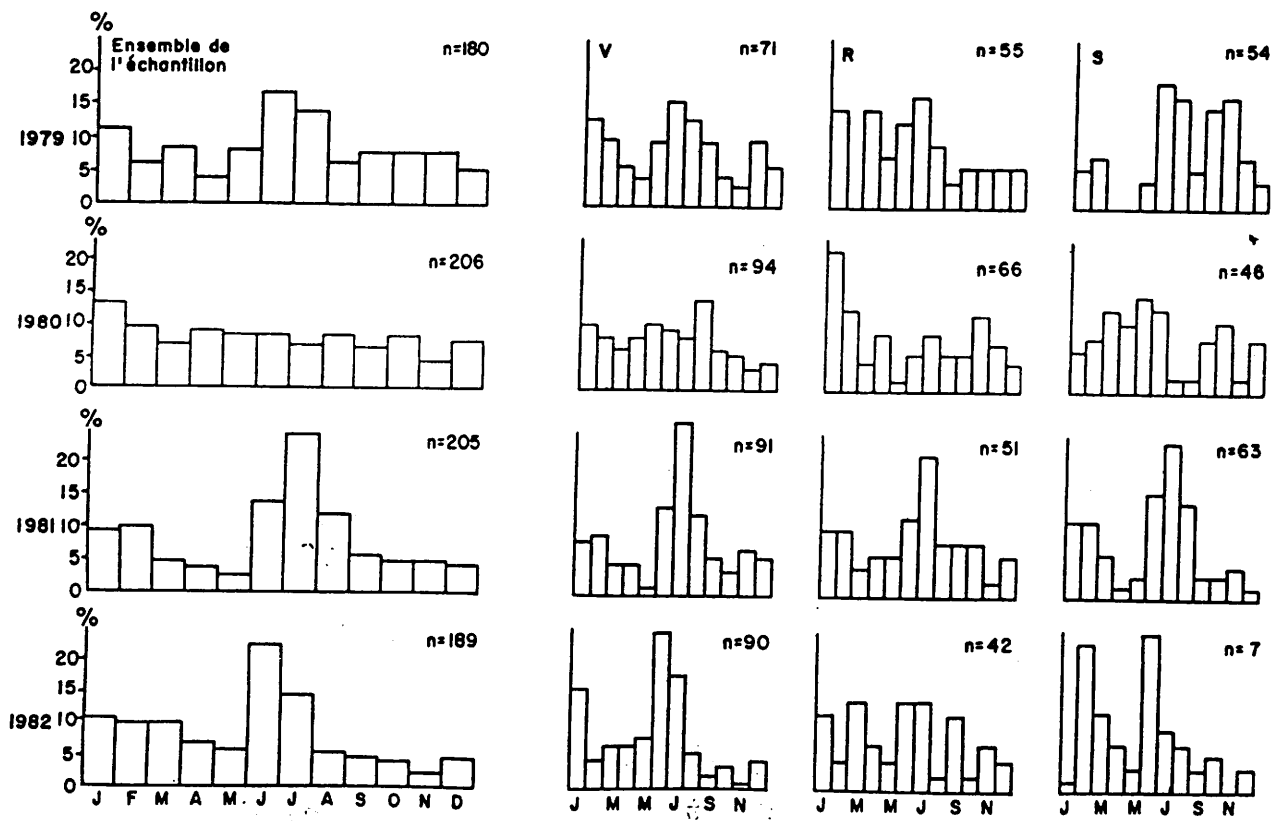 %
Ensemble de
l'échantillon
n=180
V
n=71
R
n=55
S
n=54
20
15
1979 10
5
0
%
n=206
n=94
n=66
n=46
20
15
1980 10
5
0
%
n=205
n=91
n=51
n=63
20
15
1981 10
5
0
%
n=189
n=90
n=42
n=7
20
15
1982 10
5
0
J F M A M J J A S O N D
J M M J S N
J M M J S N
J M M J S N